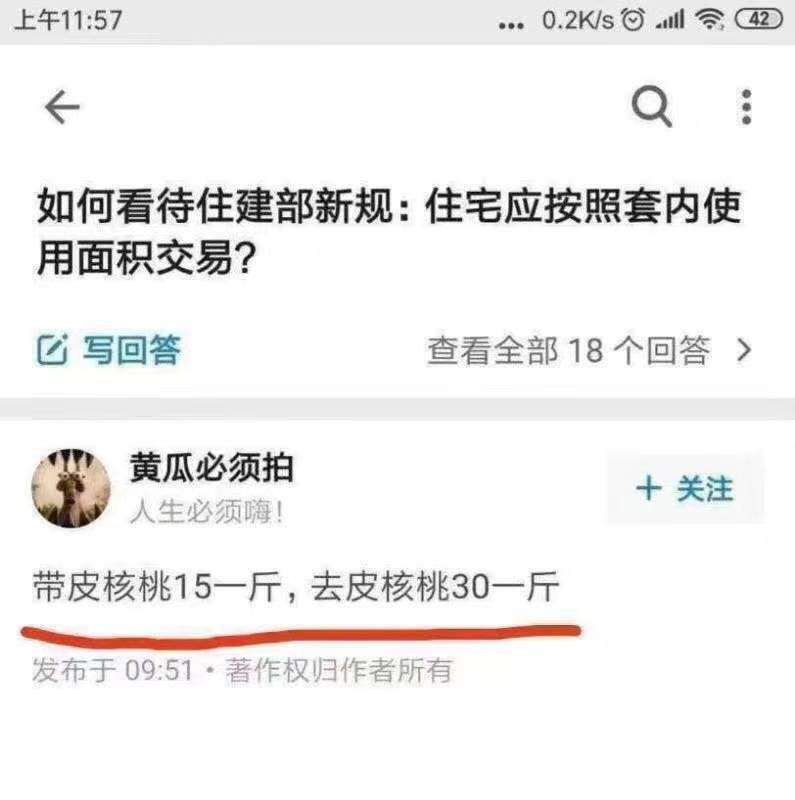 上午11:57 ... 0.2K/s 42
如何看待住建部新规：住宅应按照套内使
用面积交易？
写回答 查看全部 18 个回答
黄瓜必须拍
人生必须嗨！
+ 关注
带皮核桃15一斤，去皮核桃30一斤
发布于 09:51 · 著作权归作者所有